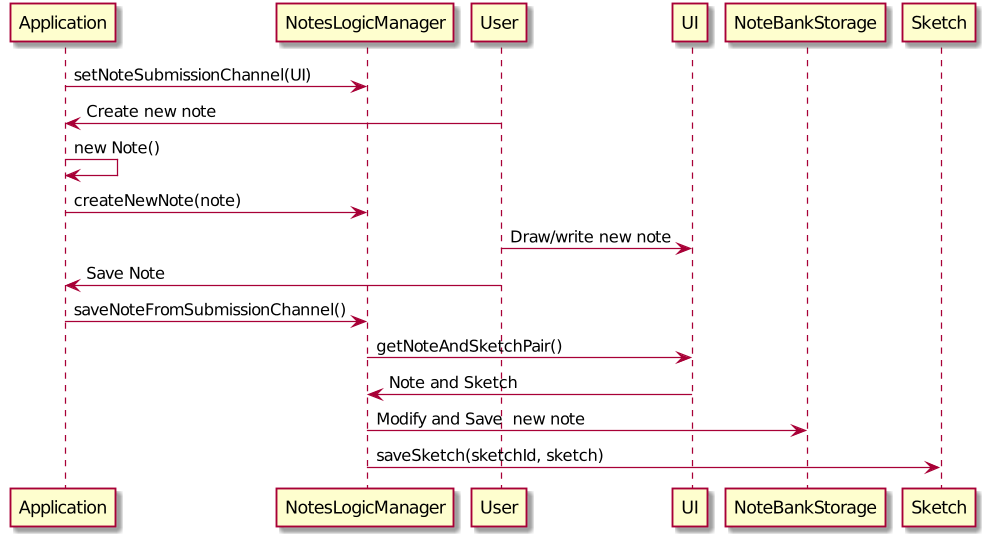 Application NotesLogicManager User UI NoteBankStorage Sketch
setNoteSubmissionChannel(UI)
Create new note
new Note()
createNewNote(note)
Draw/write new note
Save Note
saveNoteFromSubmissionChannel()
getNoteAndSketchPair()
Note and Sketch
Modify and Save  new note
saveSketch(sketchId, sketch)
Application NotesLogicManager User UI NoteBankStorage Sketch